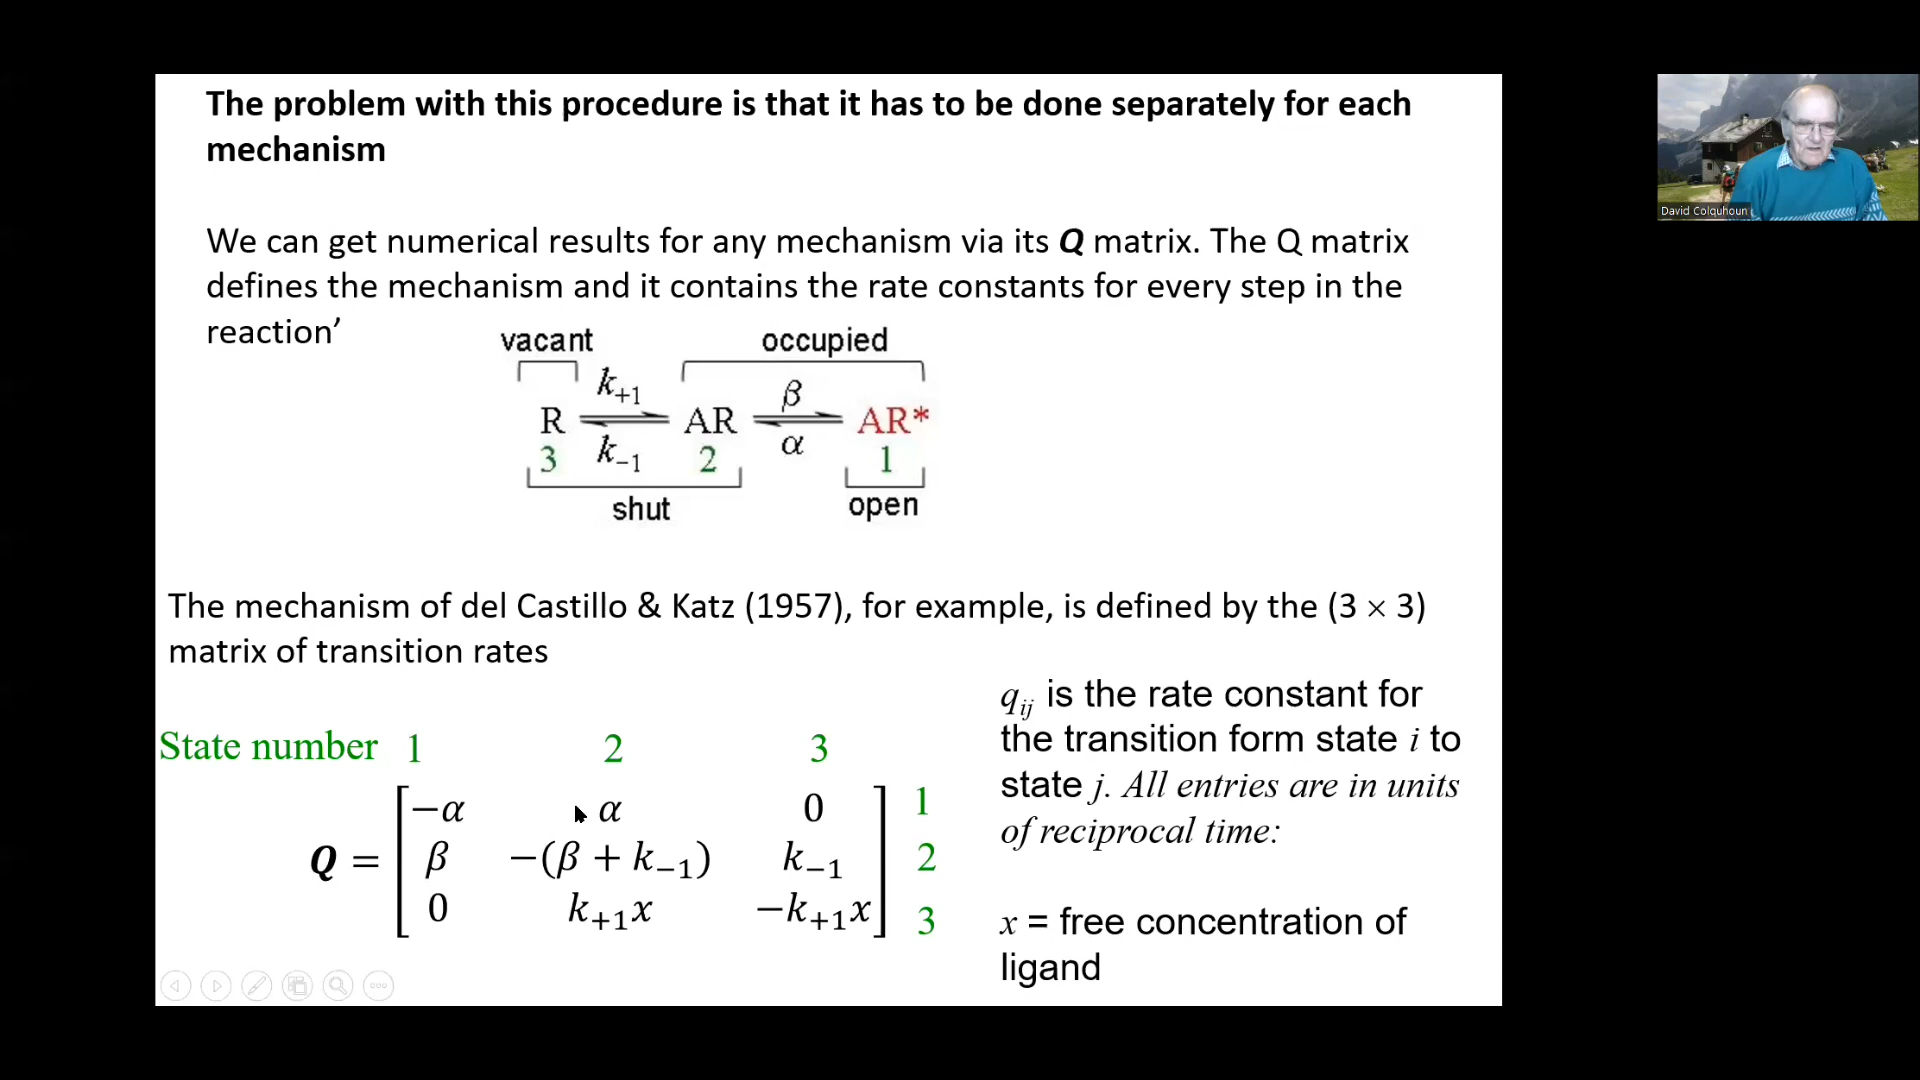 The problem with this procedure is that it has to be done separately for each
mechanism
David Colquhoun
We can get numerical results for any mechanism via its Q matrix. The Q matrix
defines the mechanism and it contains the rate constants for every step in the
reaction’
vacant occupied
k+1 β
R ⇌ AR ⇌ AR*
3 k−1 2 α 1
shut open
The mechanism of del Castillo & Katz (1957), for example, is defined by the (3 × 3)
matrix of transition rates
State number 1 2 3
−α α 0 1
Q = β −(β + k−1) k−1 2
0 k+1x −k+1x 3
qij is the rate constant for
the transition form state i to
state j. All entries are in units
of reciprocal time:
x = free concentration of
ligand